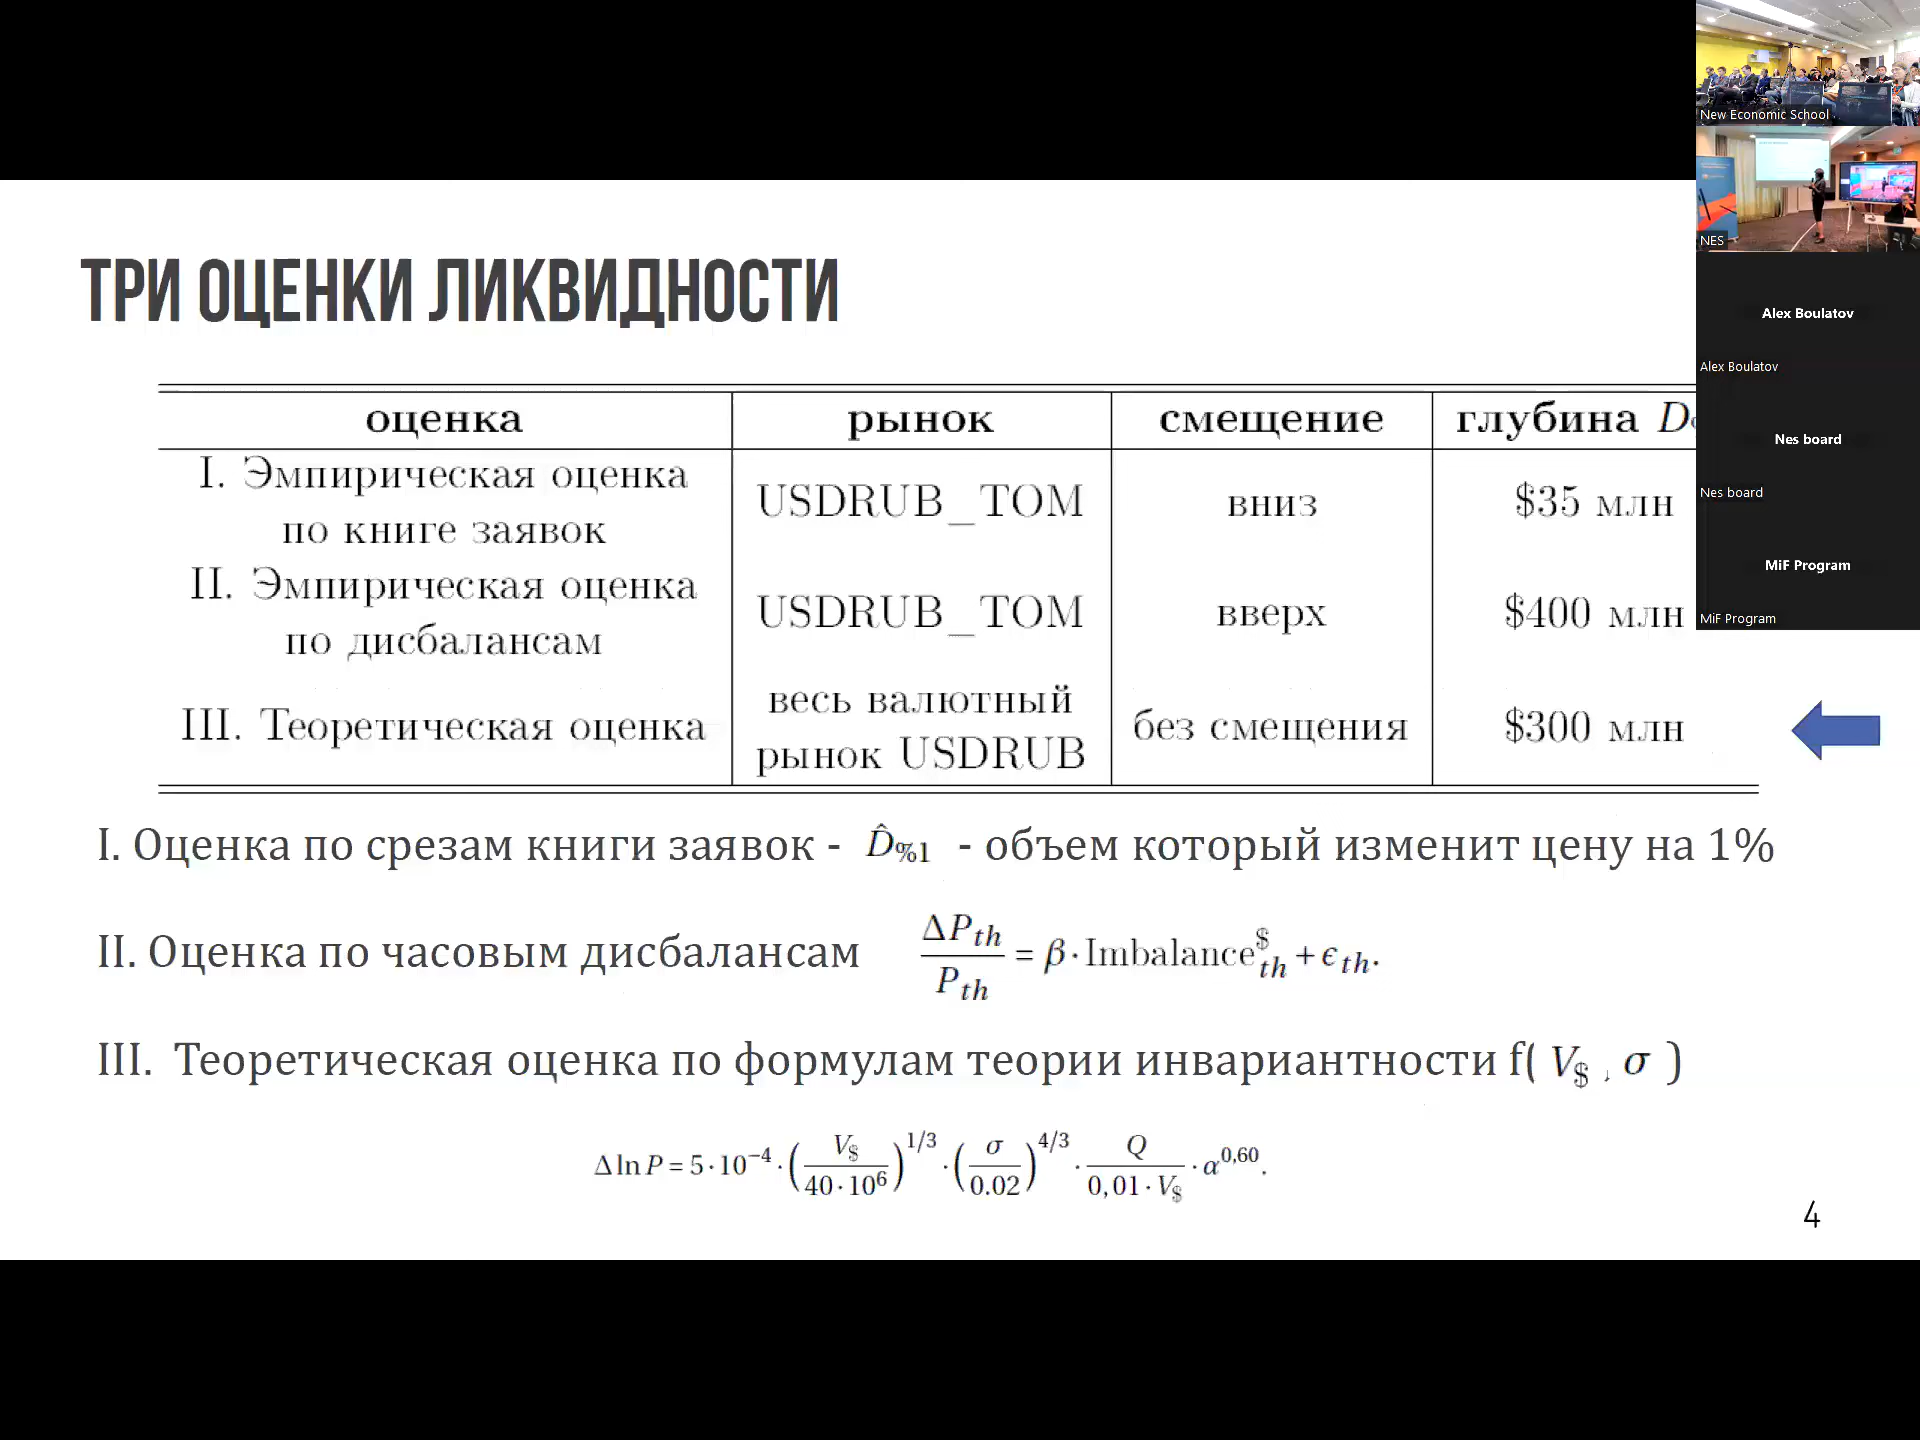 ТРИ ОЦЕНКИ ЛИКВИДНОСТИ
оценка рынок смещение глубина D
I. Эмпирическая оценка
по книге заявок
USDRUB_TOM вниз $35 млн
II. Эмпирическая оценка
по дисбалансам
USDRUB_TOM вверх $400 млн
III. Теоретическая оценка
весь валютный
рынок USDRUB
без смещения $300 млн
I. Оценка по срезам книги заявок - D̂%1 - объем который изменит цену на 1%
II. Оценка по часовым дисбалансам ΔP_th / P_th = β · Imbalance^$_th + ϵ_th.
III. Теоретическая оценка по формулам теории инвариантности f( V_$ , σ )
Δ ln P = 5 · 10^−4 · (V_$ / 40 · 10^6)^1/3 · (σ / 0.02)^4/3 · Q / 0,01 · V_$ · α^0,60.
4
New Economic School
NES
Alex Boulatov
Alex Boulatov
Nes board
Nes board
MiF Program
MiF Program